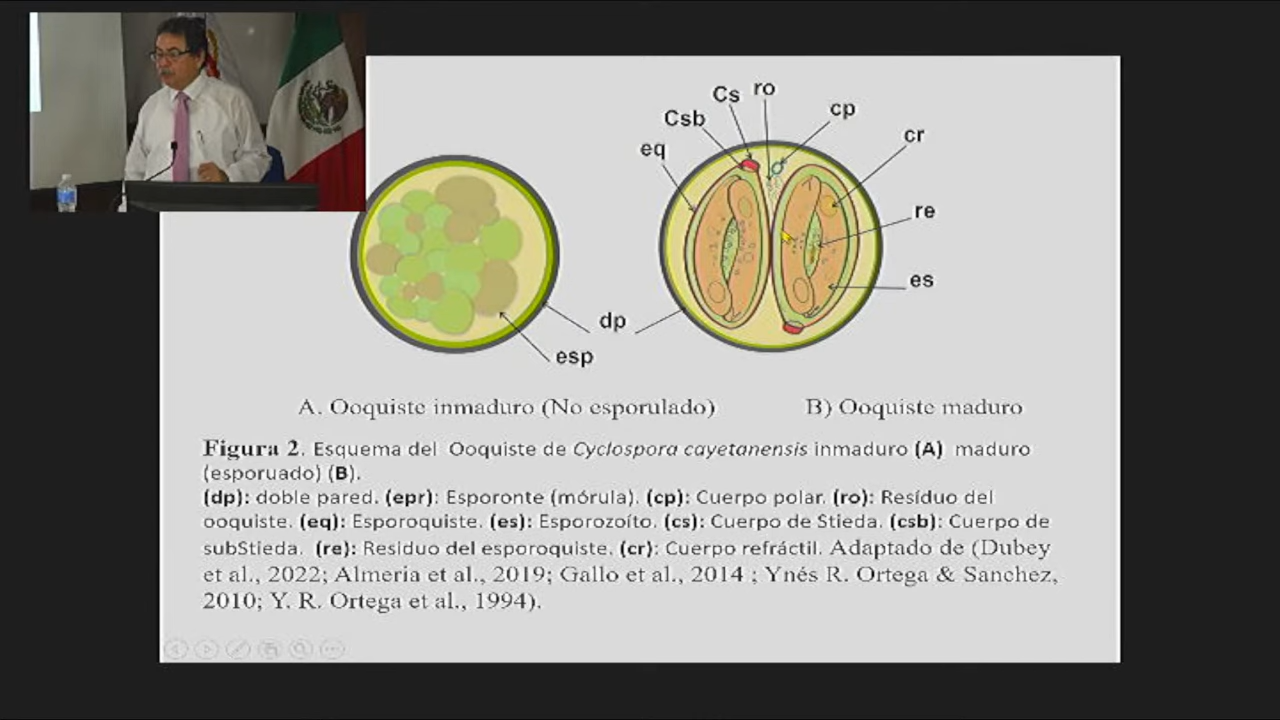 Cs ro
Csb cp
eq cr
re
es
dp
esp
A. Ooquiste inmaduro (No esporulado) B) Ooquiste maduro
Figura 2. Esquema del Ooquiste de Cyclospora cayetanensis inmaduro (A) maduro
(esporuado) (B).
(dp): doble pared. (epr): Esporonte (mórula). (cp): Cuerpo polar. (ro): Resíduo del
ooquiste. (eq): Esporoquiste. (es): Esporozoíto. (cs): Cuerpo de Stieda. (csb): Cuerpo de
subStieda. (re): Residuo del esporoquiste. (cr): Cuerpo refráctil. Adaptado de (Dubey
et al., 2022; Almeria et al., 2019; Gallo et al., 2014 ; Ynés R. Ortega & Sanchez,
2010; Y. R. Ortega et al., 1994).